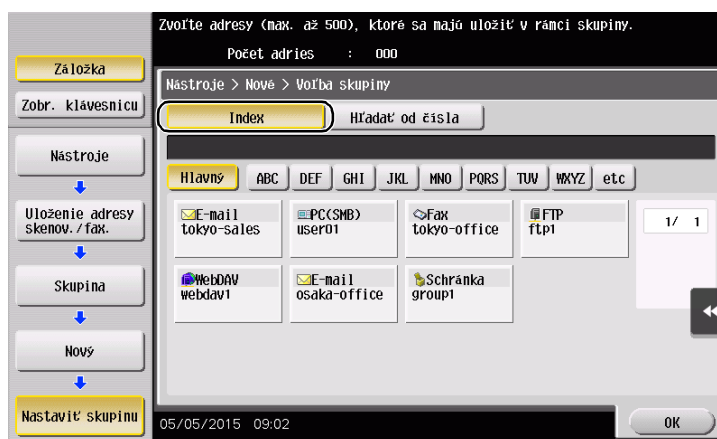 Zvoľte adresy (max. až 500), ktoré sa majú uložiť v rámci skupiny.
Počet adries : 000
Záložka
Zobr. klávesnicu
Nástroje
Uloženie adresy
skenov./fax.
Skupina
Nový
Nastaviť skupinu
Nástroje > Nové > Voľba skupiny
Index
Hľadať od čísla
Hlavný ABC DEF GHI JKL MNO PQRS TUV WXYZ etc
E-mail
tokyo-sales
PC(SMB)
user01
Fax
tokyo-office
FTP
ftp1
1/ 1
WebDAV
webdav1
E-mail
osaka-office
Schránka
group1
05/05/2015 09:02
OK